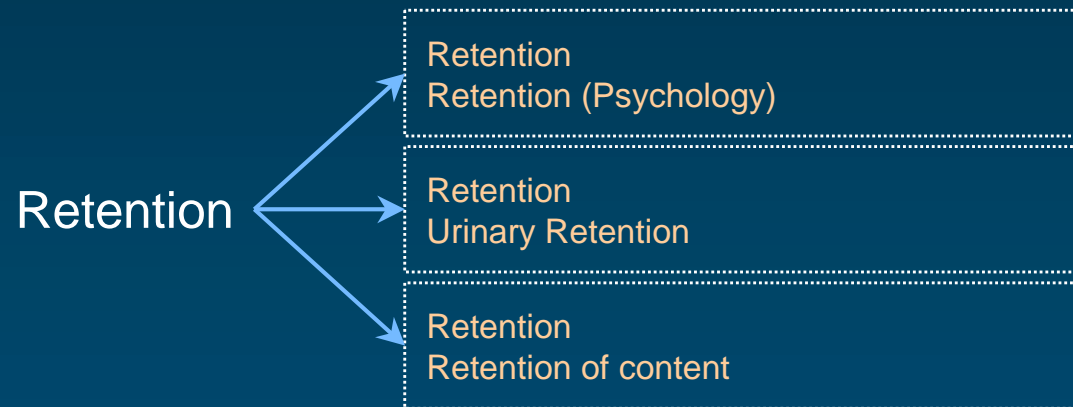 Retention
Retention
Retention (Psychology)
Retention
Urinary Retention
Retention
Retention of content